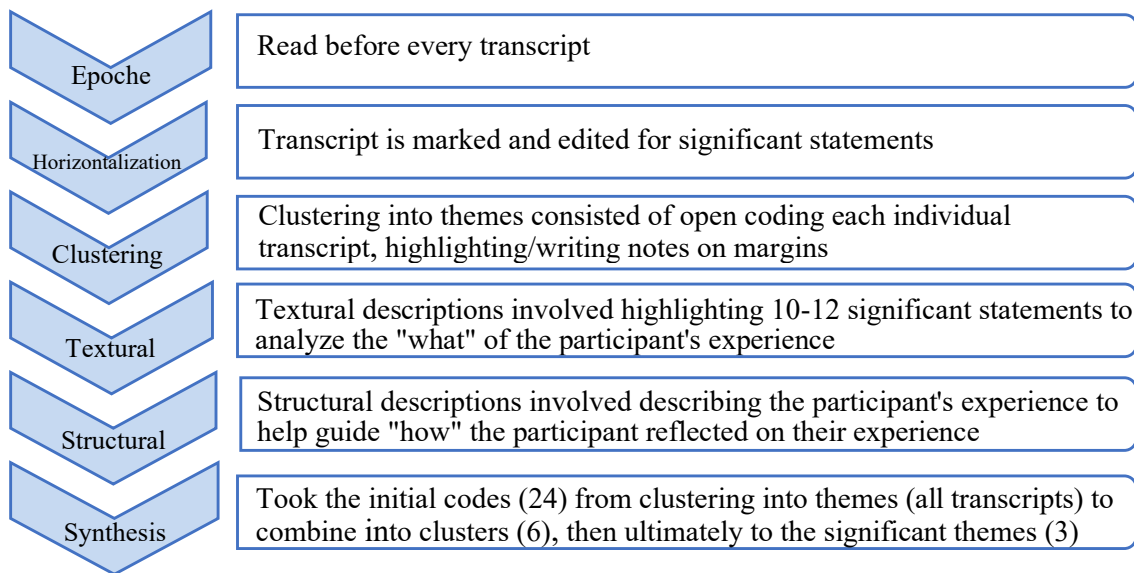 Epoche
Read before every transcript
Horizontalization
Transcript is marked and edited for significant statements
Clustering
Clustering into themes consisted of open coding each individual
transcript, highlighting/writing notes on margins
Textural
Textural descriptions involved highlighting 10-12 significant statements to
analyze the "what" of the participant's experience
Structural
Structural descriptions involved describing the participant's experience to
help guide "how" the participant reflected on their experience
Synthesis
Took the initial codes (24) from clustering into themes (all transcripts) to
combine into clusters (6), then ultimately to the significant themes (3)